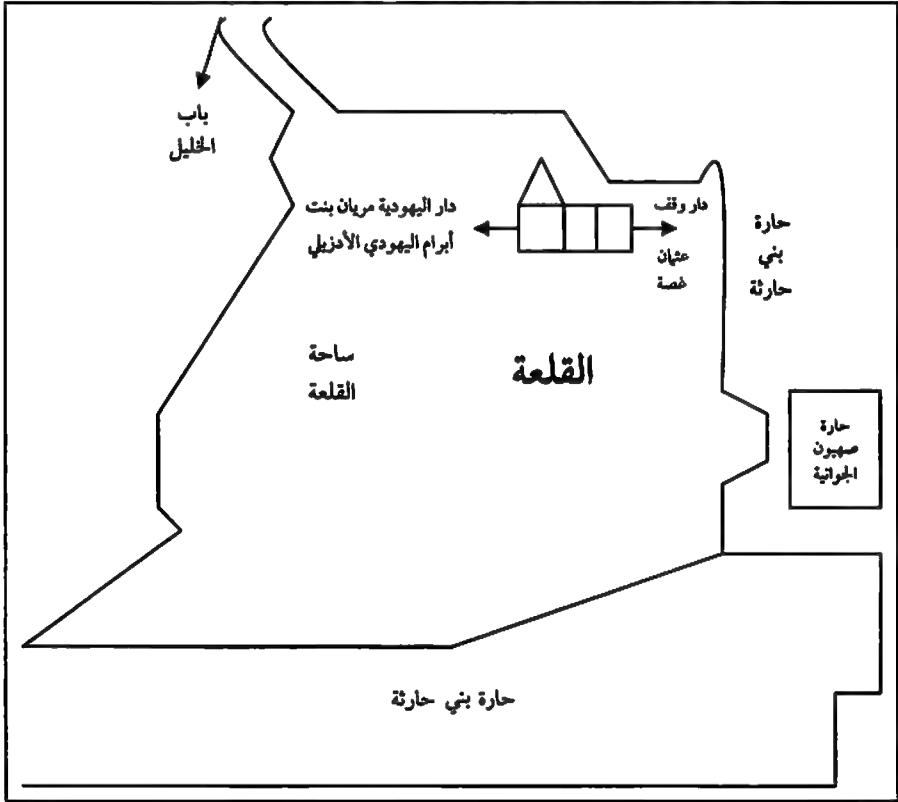 باب
الخليل
دار اليهودية مريان بنت
أبرام اليهودي الأدزيلي
دار وقف
عثمان
غصة
حارة
بني
حارثة
ساحة
القلعة
القلعة
حارة
صهيون
الجوانية
حارة بني حارثة